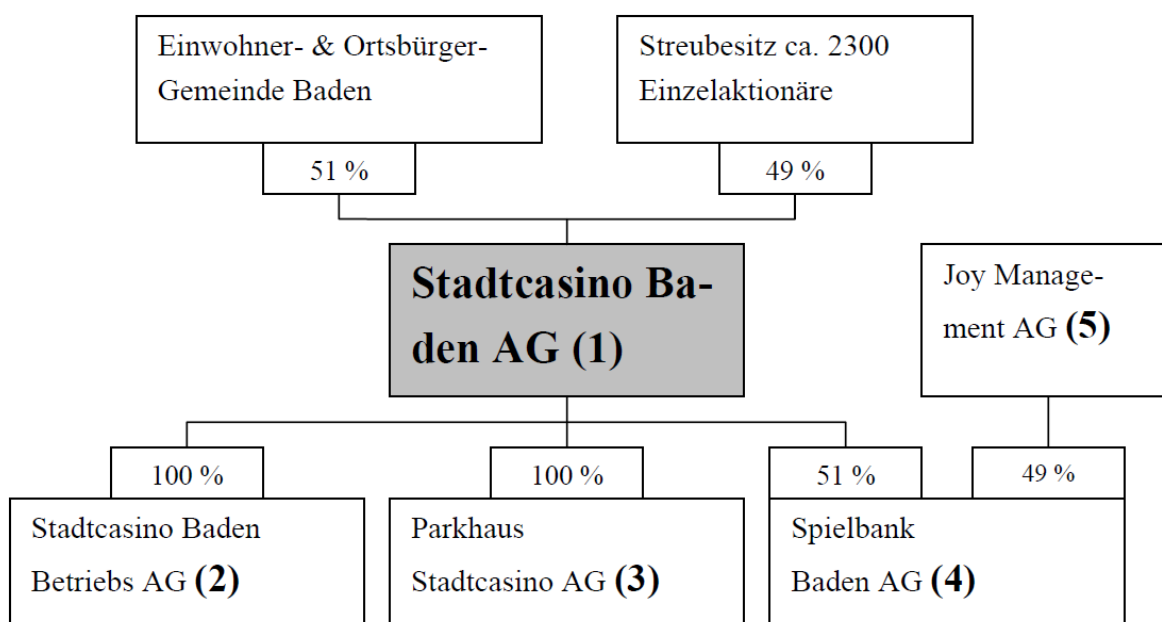 Einwohner- & Ortsbürger-
Gemeinde Baden
Streubesitz ca. 2300
Einzelaktionäre
51 %
49 %
Stadtcasino Ba-
den AG (1)
Joy Manage-
ment AG (5)
100 %
100 %
51 %
49 %
Stadtcasino Baden
Betriebs AG (2)
Parkhaus
Stadtcasino AG (3)
Spielbank
Baden AG (4)